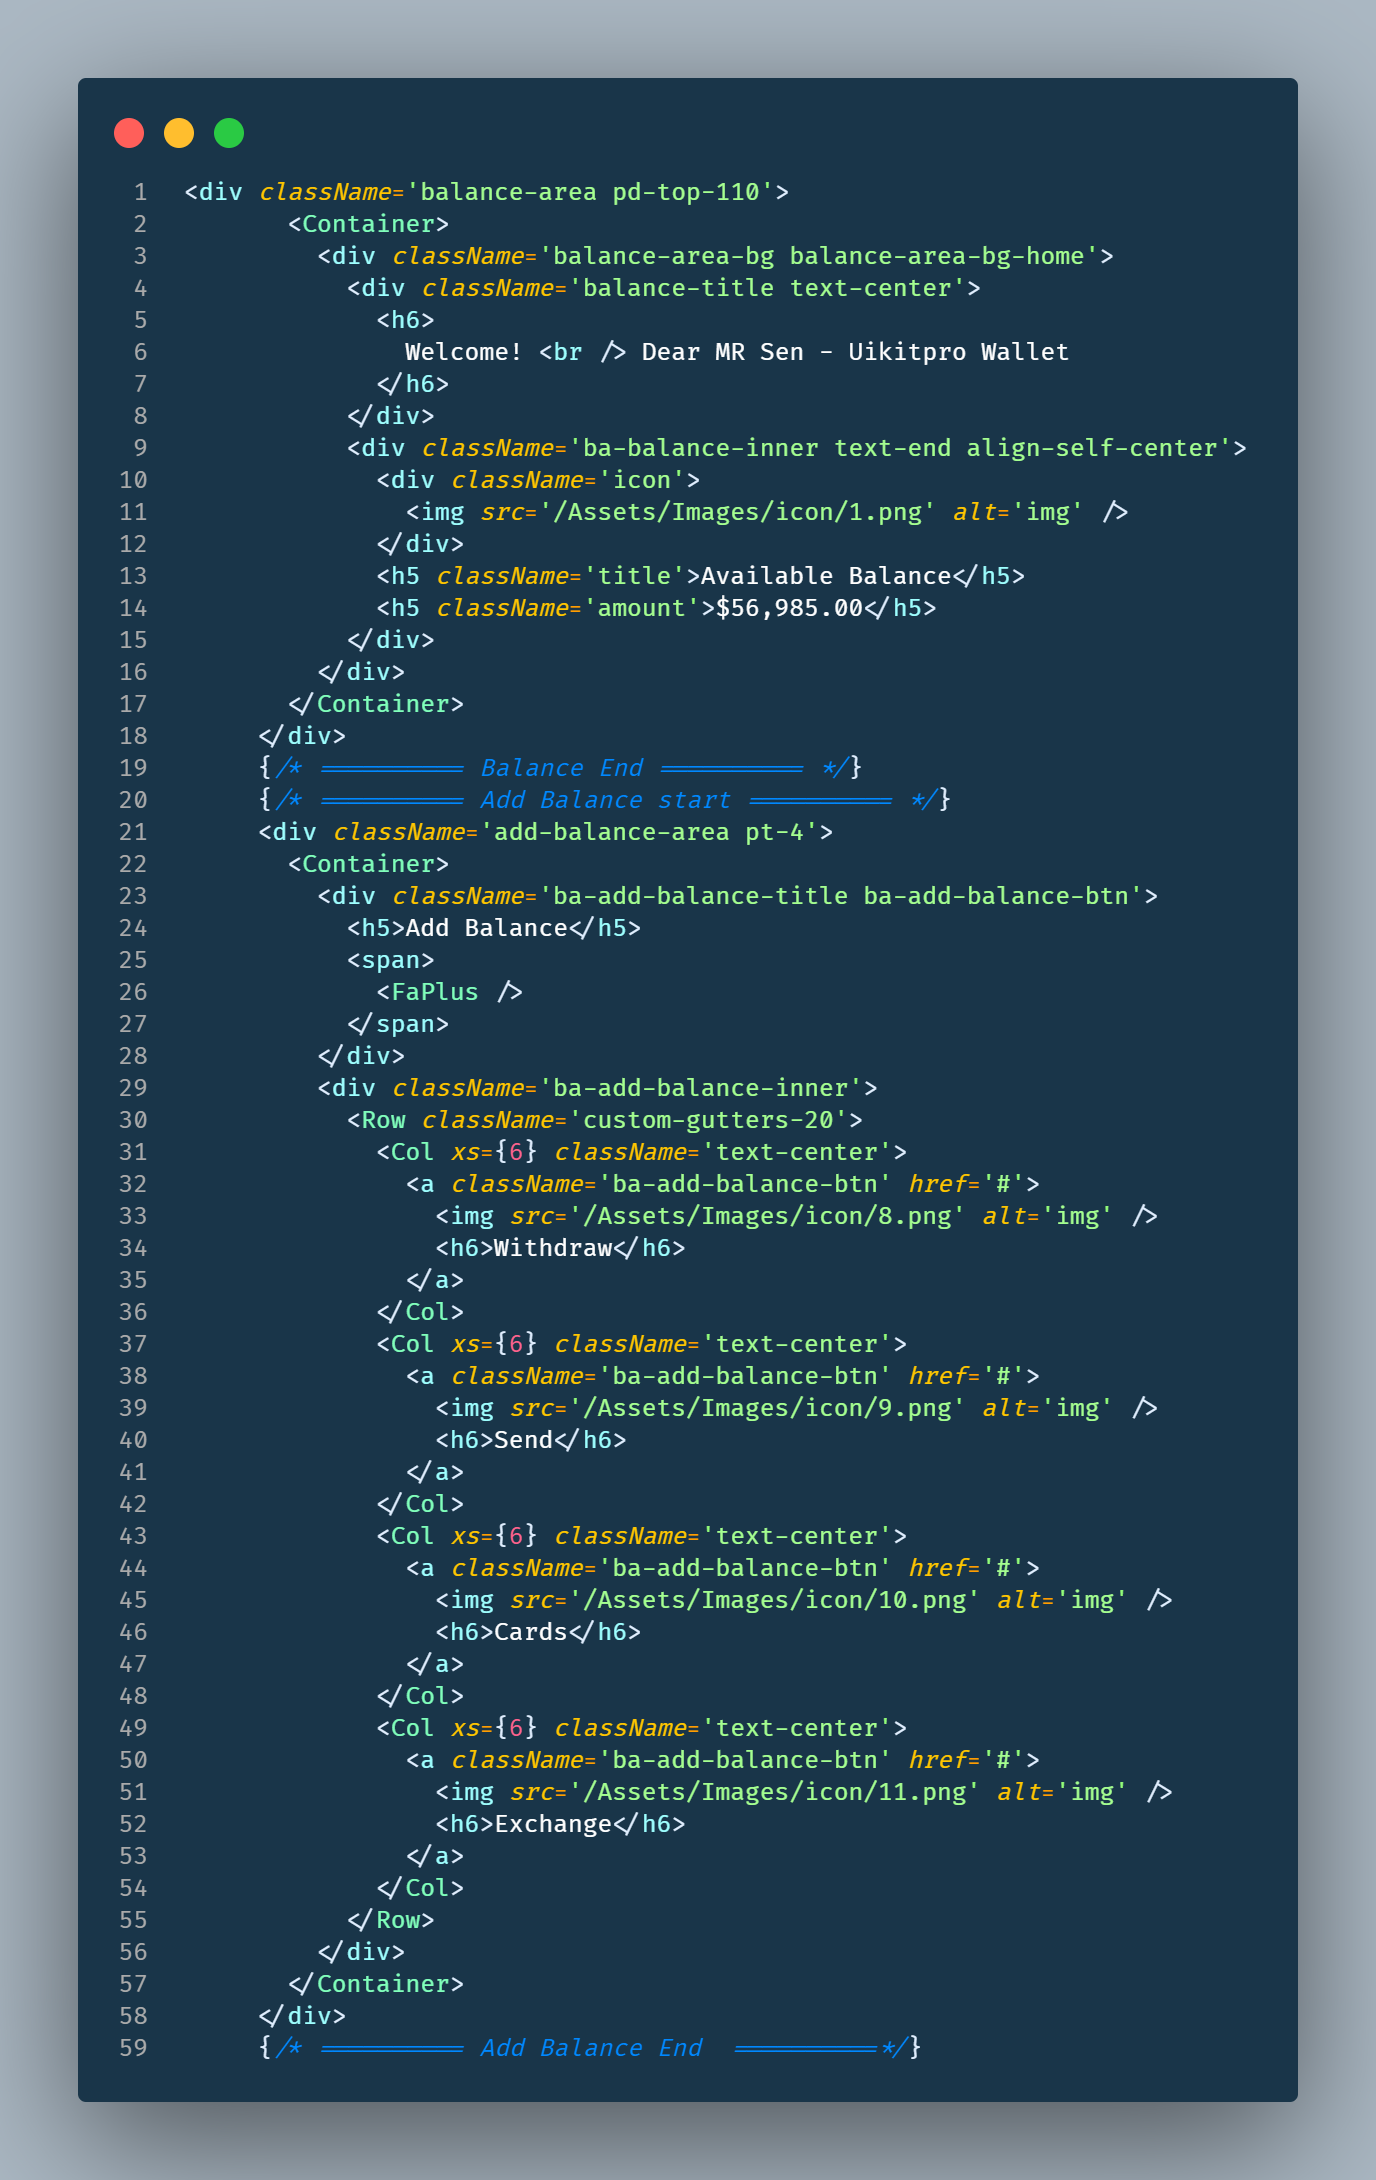 1 <div className='balance-area pd-top-110'>
2 <Container>
3 <div className='balance-area-bg balance-area-bg-home'>
4 <div className='balance-title text-center'>
5 <h6>
6 Welcome! <br /> Dear MR Sen - Uikitpro Wallet
7 </h6>
8 </div>
9 <div className='ba-balance-inner text-end align-self-center'>
10 <div className='icon'>
11 <img src='/Assets/Images/icon/1.png' alt='img' />
12 </div>
13 <h5 className='title'>Available Balance</h5>
14 <h5 className='amount'>$56,985.00</h5>
15 </div>
16 </div>
17 </Container>
18 </div>
19 {/* ========== Balance End ========== */}
20 {/* ========== Add Balance start ========== */}
21 <div className='add-balance-area pt-4'>
22 <Container>
23 <div className='ba-add-balance-title ba-add-balance-btn'>
24 <h5>Add Balance</h5>
25 <span>
26 <FaPlus />
27 </span>
28 </div>
29 <div className='ba-add-balance-inner'>
30 <Row className='custom-gutters-20'>
31 <Col xs={6} className='text-center'>
32 <a className='ba-add-balance-btn' href='#'>
33 <img src='/Assets/Images/icon/8.png' alt='img' />
34 <h6>Withdraw</h6>
35 </a>
36 </Col>
37 <Col xs={6} className='text-center'>
38 <a className='ba-add-balance-btn' href='#'>
39 <img src='/Assets/Images/icon/9.png' alt='img' />
40 <h6>Send</h6>
41 </a>
42 </Col>
43 <Col xs={6} className='text-center'>
44 <a className='ba-add-balance-btn' href='#'>
45 <img src='/Assets/Images/icon/10.png' alt='img' />
46 <h6>Cards</h6>
47 </a>
48 </Col>
49 <Col xs={6} className='text-center'>
50 <a className='ba-add-balance-btn' href='#'>
51 <img src='/Assets/Images/icon/11.png' alt='img' />
52 <h6>Exchange</h6>
53 </a>
54 </Col>
55 </Row>
56 </div>
57 </Container>
58 </div>
59 {/* ========== Add Balance End  ==========*/}